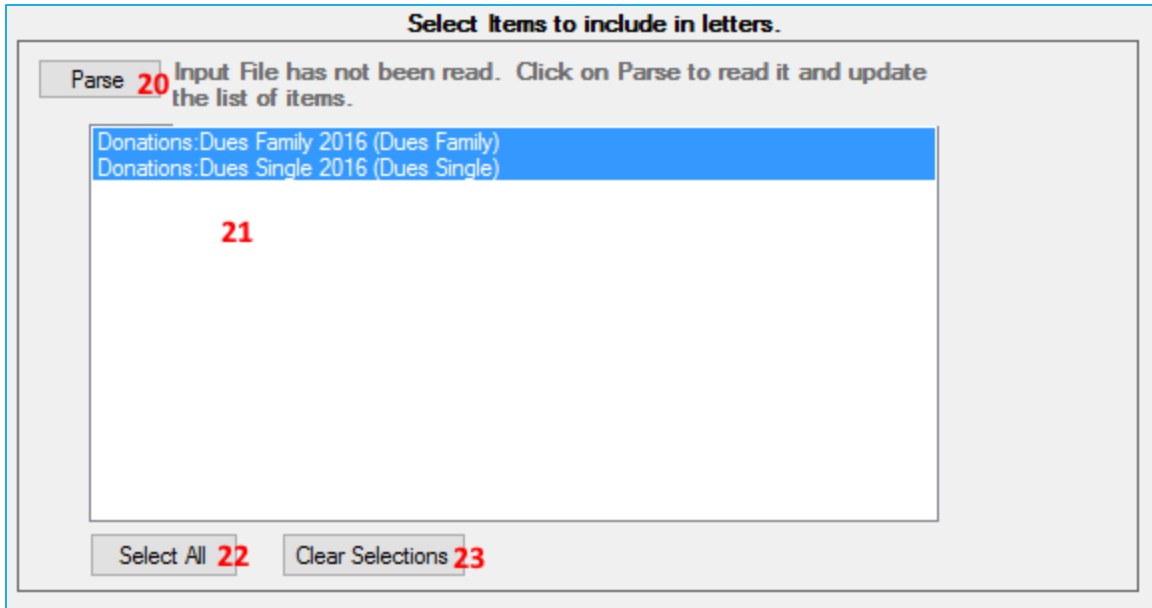 Select Items to include in letters.
Parse 20 Input File has not been read. Click on Parse to read it and update
the list of items.
Donations:Dues Family 2016 (Dues Family)
Donations:Dues Single 2016 (Dues Single)
21
Select All 22 Clear Selections 23